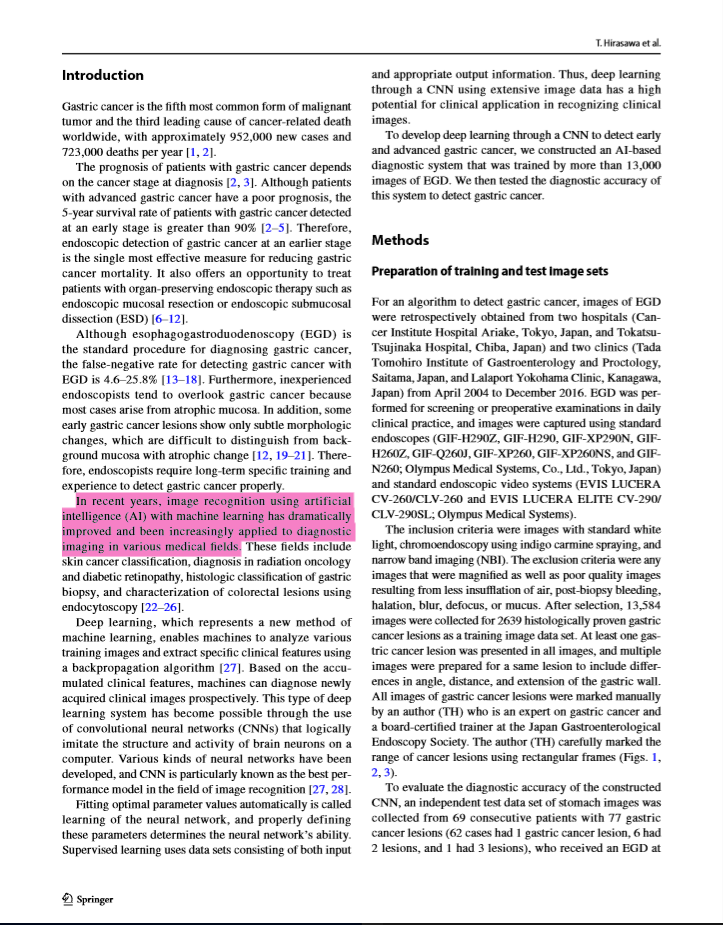 T. Hirasawa et al.
Introduction
Gastric cancer is the fifth most common form of malignant
tumor and the third leading cause of cancer-related death
worldwide, with approximately 952,000 new cases and
723,000 deaths per year [1, 2].
The prognosis of patients with gastric cancer depends
on the cancer stage at diagnosis [2, 3]. Although patients
with advanced gastric cancer have a poor prognosis, the
5-year survival rate of patients with gastric cancer detected
at an early stage is greater than 90% [2–5]. Therefore,
endoscopic detection of gastric cancer at an earlier stage
is the single most effective measure for reducing gastric
cancer mortality. It also offers an opportunity to treat
patients with organ-preserving endoscopic therapy such as
endoscopic mucosal resection or endoscopic submucosal
dissection (ESD) [6–12].
Although esophagogastroduodenoscopy (EGD) is
the standard procedure for diagnosing gastric cancer,
the false-negative rate for detecting gastric cancer with
EGD is 4.6–25.8% [13–18]. Furthermore, inexperienced
endoscopists tend to overlook gastric cancer because
most cases arise from atrophic mucosa. In addition, some
early gastric cancer lesions show only subtle morphologic
changes, which are difficult to distinguish from back-
ground mucosa with atrophic change [12, 19–21]. There-
fore, endoscopists require long-term specific training and
experience to detect gastric cancer properly.
In recent years, image recognition using artificial
intelligence (AI) with machine learning has dramatically
improved and been increasingly applied to diagnostic
imaging in various medical fields. These fields include
skin cancer classification, diagnosis in radiation oncology
and diabetic retinopathy, histologic classification of gastric
biopsy, and characterization of colorectal lesions using
endocytoscopy [22–26].
Deep learning, which represents a new method of
machine learning, enables machines to analyze various
training images and extract specific clinical features using
a backpropagation algorithm [27]. Based on the accu-
mulated clinical features, machines can diagnose newly
acquired clinical images prospectively. This type of deep
learning system has become possible through the use
of convolutional neural networks (CNNs) that logically
imitate the structure and activity of brain neurons on a
computer. Various kinds of neural networks have been
developed, and CNN is particularly known as the best per-
formance model in the field of image recognition [27, 28].
Fitting optimal parameter values automatically is called
learning of the neural network, and properly defining
these parameters determines the neural network's ability.
Supervised learning uses data sets consisting of both input
and appropriate output information. Thus, deep learning
through a CNN using extensive image data has a high
potential for clinical application in recognizing clinical
images.
To develop deep learning through a CNN to detect early
and advanced gastric cancer, we constructed an AI-based
diagnostic system that was trained by more than 13,000
images of EGD. We then tested the diagnostic accuracy of
this system to detect gastric cancer.
Methods
Preparation of training and test image sets
For an algorithm to detect gastric cancer, images of EGD
were retrospectively obtained from two hospitals (Can-
cer Institute Hospital Ariake, Tokyo, Japan, and Tokatsu-
Tsujinaka Hospital, Chiba, Japan) and two clinics (Tada
Tomohiro Institute of Gastroenterology and Proctology,
Saitama, Japan, and Lalaport Yokohama Clinic, Kanagawa,
Japan) from April 2004 to December 2016. EGD was per-
formed for screening or preoperative examinations in daily
clinical practice, and images were captured using standard
endoscopes (GIF-H290Z, GIF-H290, GIF-XP290N, GIF-
H260Z, GIF-Q260J, GIF-XP260, GIF-XP260NS, and GIF-
N260; Olympus Medical Systems, Co., Ltd., Tokyo, Japan)
and standard endoscopic video systems (EVIS LUCERA
CV-260/CLV-260 and EVIS LUCERA ELITE CV-290/
CLV-290SL; Olympus Medical Systems).
The inclusion criteria were images with standard white
light, chromoendoscopy using indigo carmine spraying, and
narrow band imaging (NBI). The exclusion criteria were any
images that were magnified as well as poor quality images
resulting from less insufflation of air, post-biopsy bleeding,
halation, blur, defocus, or mucus. After selection, 13,584
images were collected for 2639 histologically proven gastric
cancer lesions as a training image data set. At least one gas-
tric cancer lesion was presented in all images, and multiple
images were prepared for a same lesion to include differ-
ences in angle, distance, and extension of the gastric wall.
All images of gastric cancer lesions were marked manually
by an author (TH) who is an expert on gastric cancer and
a board-certified trainer at the Japan Gastroenterological
Endoscopy Society. The author (TH) carefully marked the
range of cancer lesions using rectangular frames (Figs. 1,
2, 3).
To evaluate the diagnostic accuracy of the constructed
CNN, an independent test data set of stomach images was
collected from 69 consecutive patients with 77 gastric
cancer lesions (62 cases had 1 gastric cancer lesion, 6 had
2 lesions, and 1 had 3 lesions), who received an EGD at
Springer